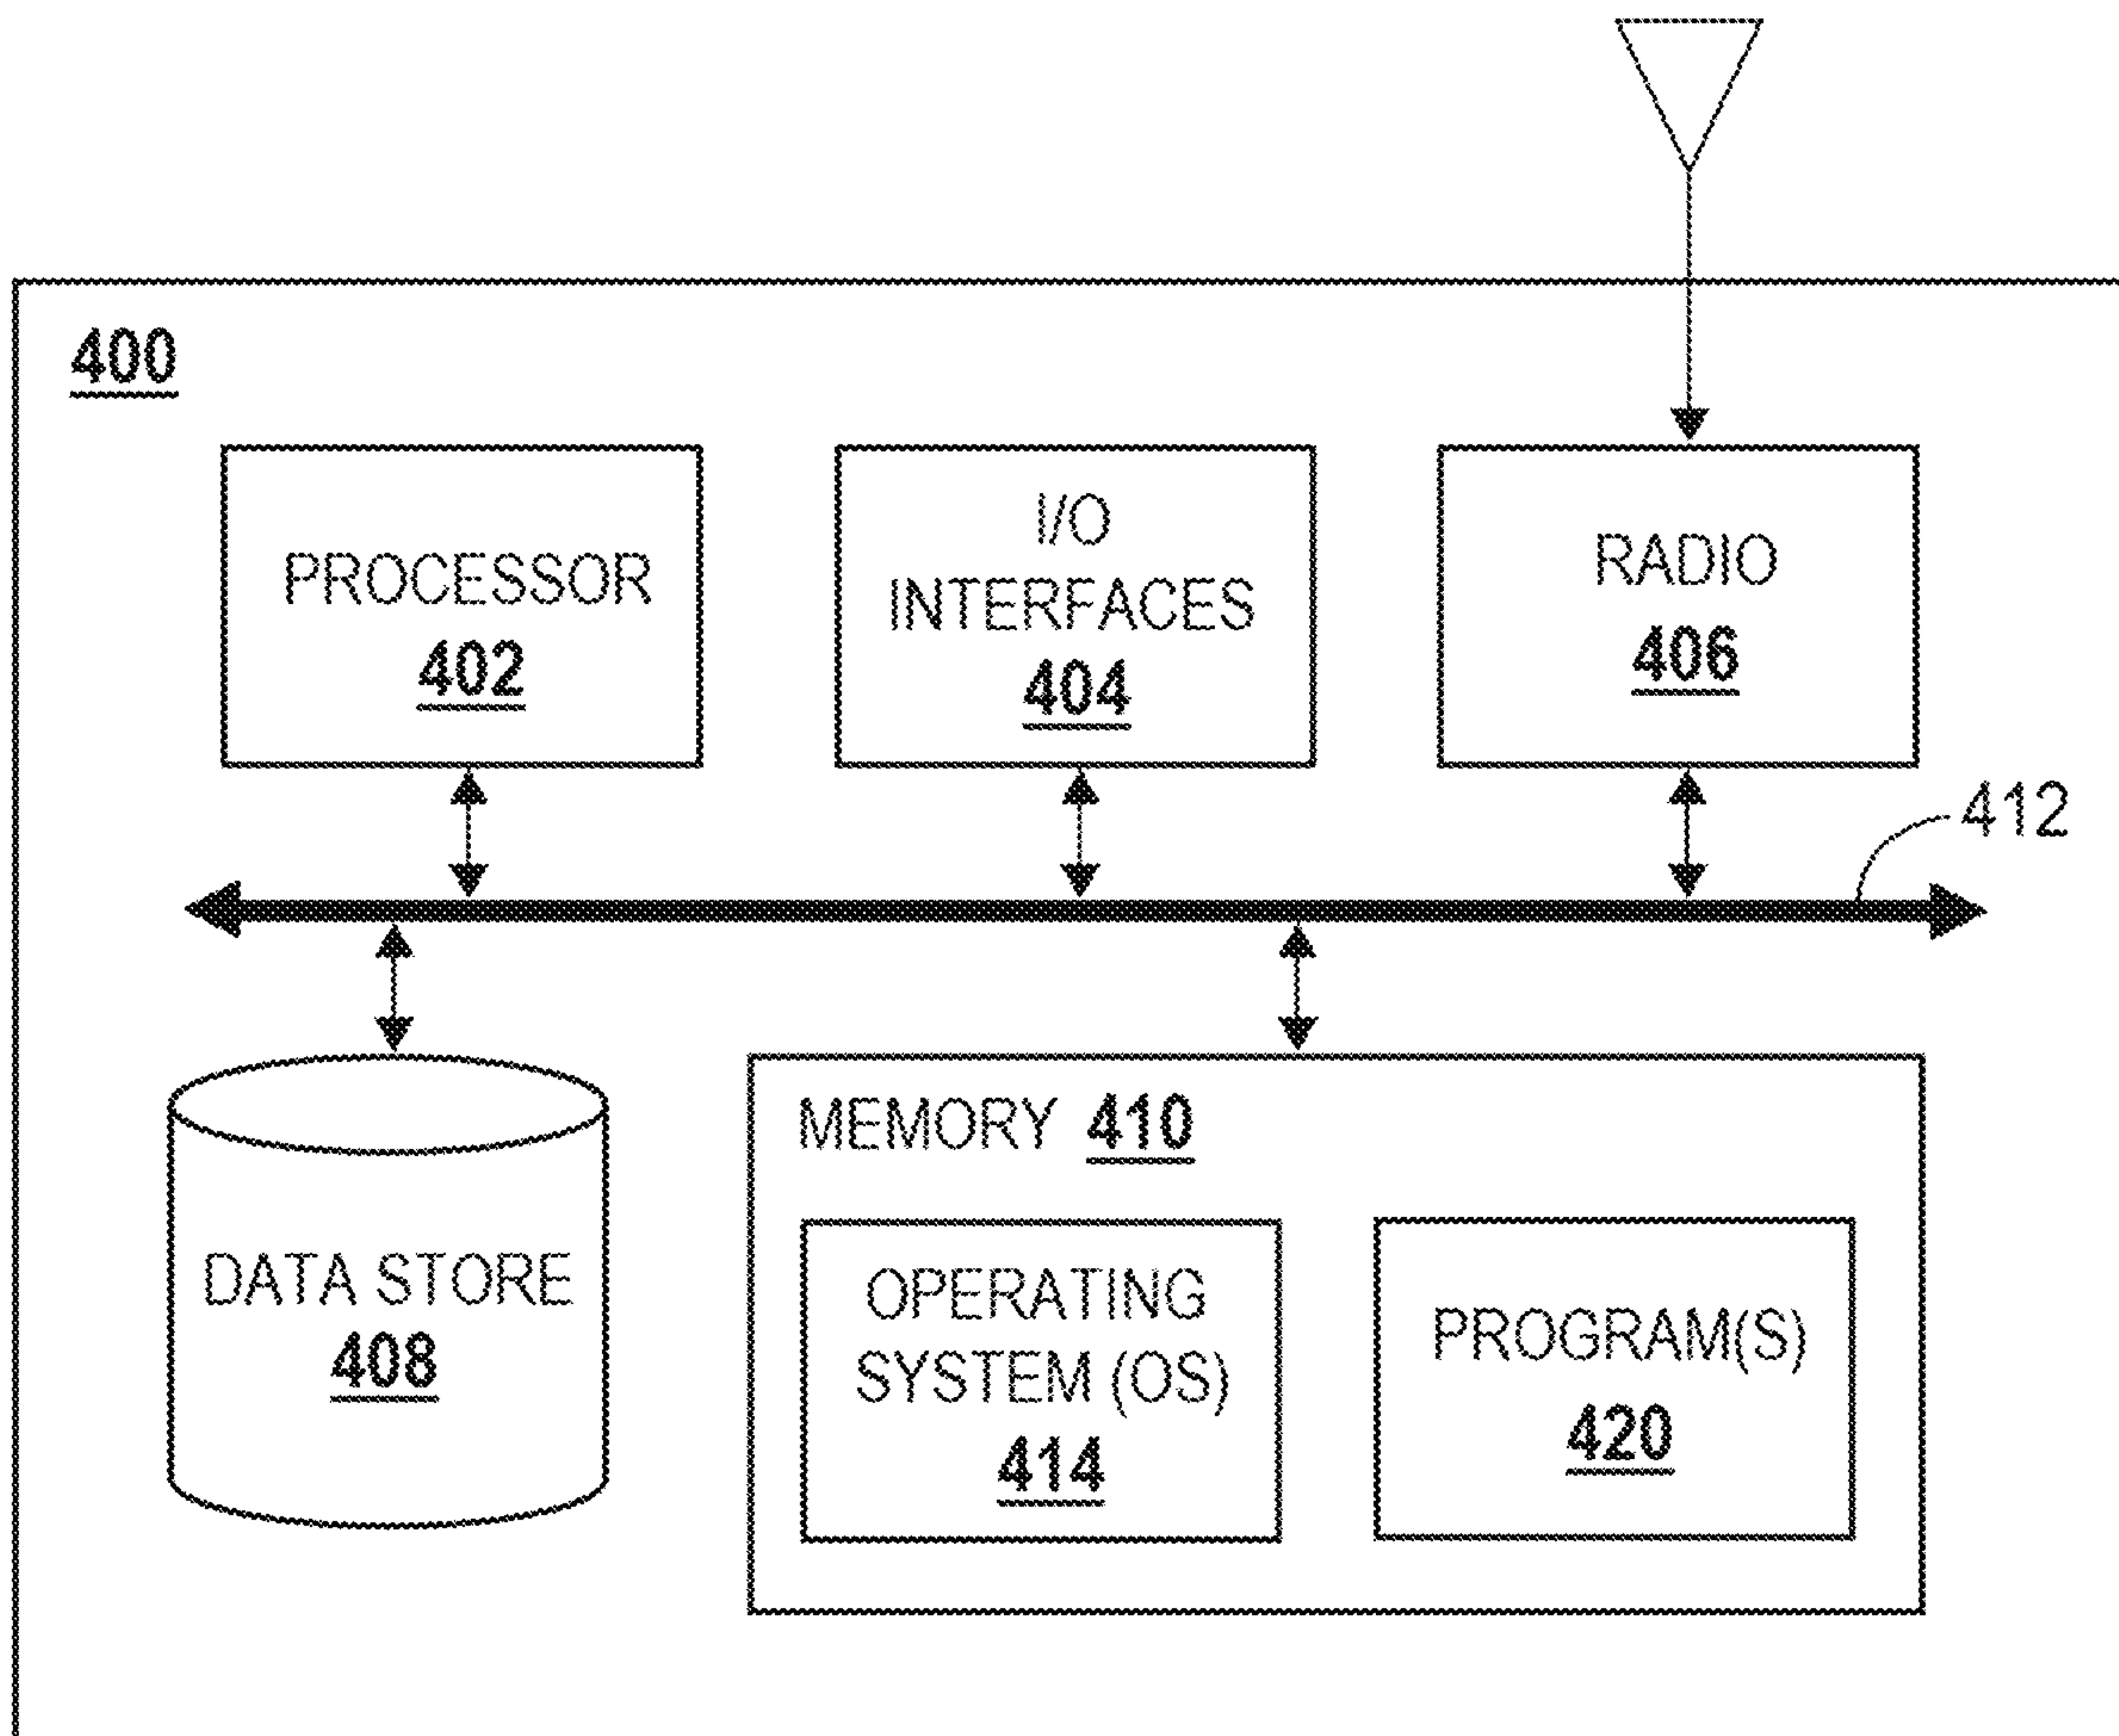 400
PROCESSOR
402
I/O
INTERFACES
404
RADIO
406
412
DATA STORE
408
MEMORY 410
OPERATING
SYSTEM (OS)
414
PROGRAM(S)
420